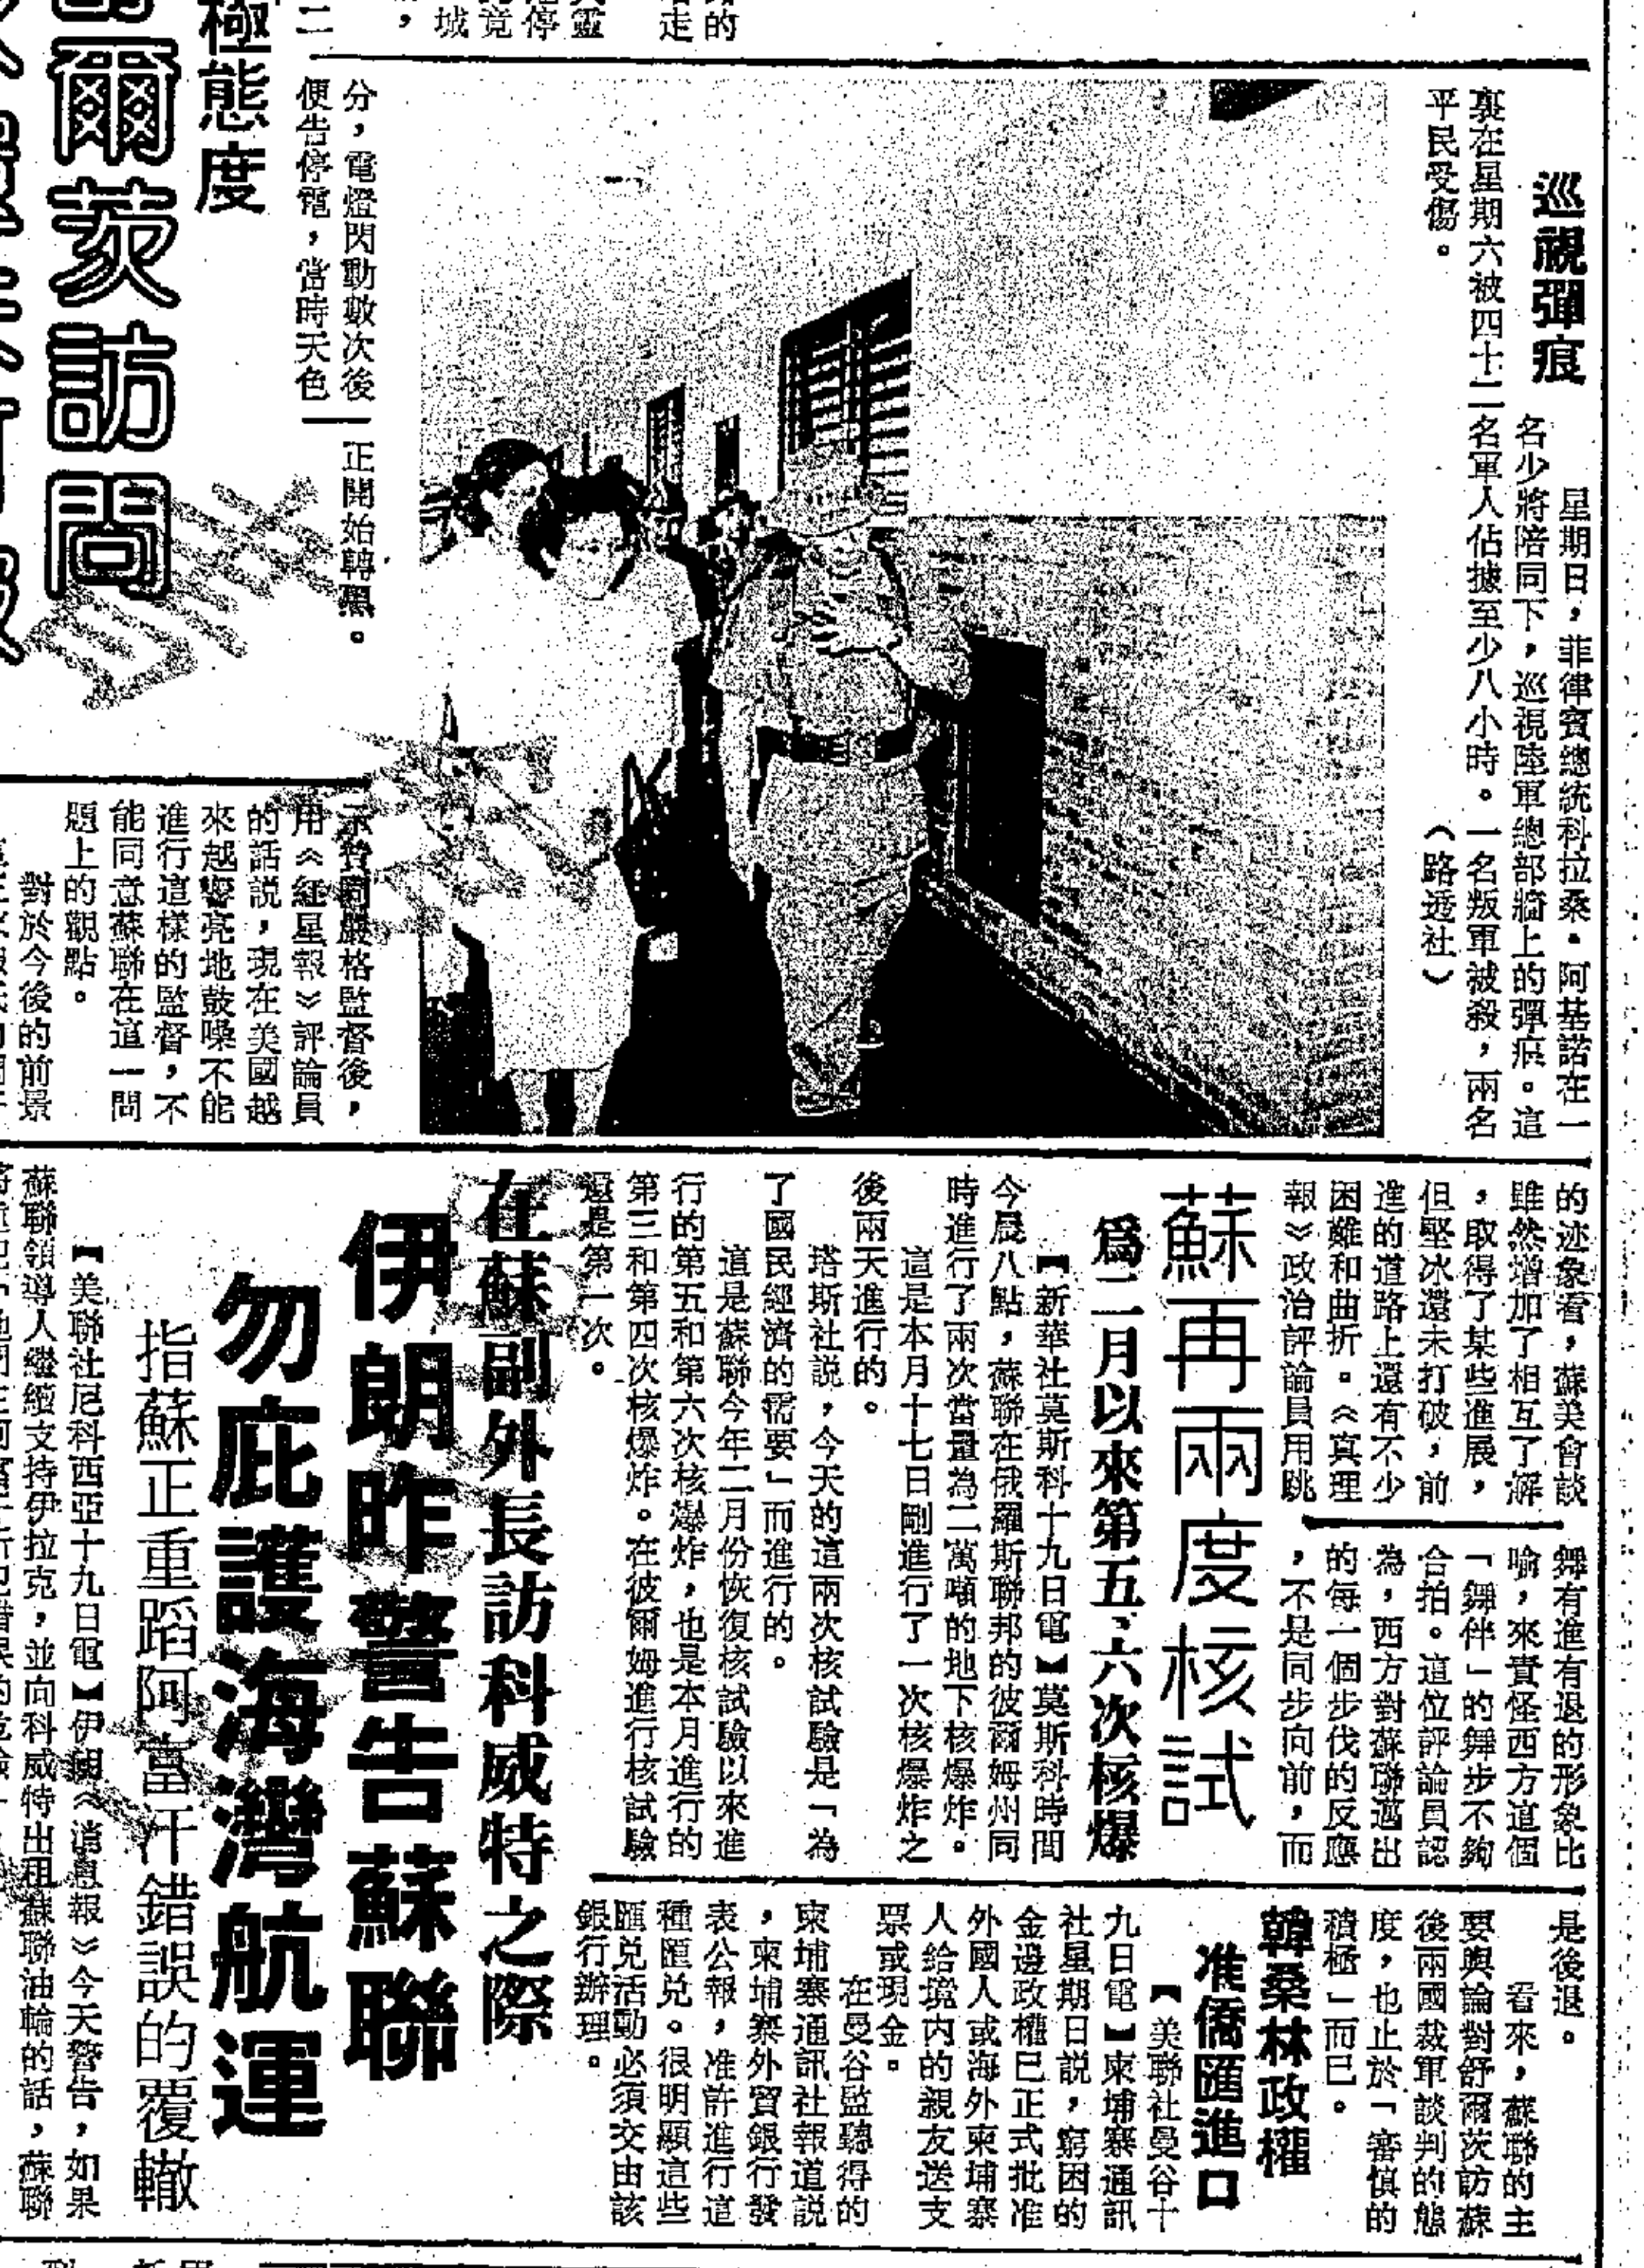 巡視彈痕
星期日，菲律賓總統科拉桑·阿基諾在一
名少將陪同下，巡視陸軍總部牆上的彈痕。這
裏在星期六被四十二名軍人佔據至少八小時。一名叛軍被殺，兩名
平民受傷。
（路透社）
分，電燈閃動數次後
便告停電，當時天色
正開始轉黑。
極態度
爾茨訪問
示贊同嚴格監督後，
用《紅星報》評論員
的話說，現在美國越
來越響亮地鼓噪不能
進行這樣的監督，不
能同意蘇聯在這一問
題上的觀點。
對於今後的前景
的迹象看，蘇美會談
雖然增加了相互了解
，取得了某些進展，
但堅冰還未打破，前
進的道路上還有不少
困難和曲折。《真理
報》政治評論員用跳
舞有進有退的形象比
喻，來責怪西方這個
「舞伴」的舞步不夠
合拍。這位評論員認
為，西方對蘇聯邁出
的每一個步伐的反應
，不是同步向前，而
是後退。
看來，蘇聯的主
要輿論對舒爾茨訪蘇
後兩國裁軍談判的態
度，也止於「審慎的
積極」而已。
蘇再兩度核試
為二月以來第五、六次核爆
【新華社莫斯科十九日電】莫斯科時間
今晨八點，蘇聯在俄羅斯聯邦的彼爾姆州同
時進行了兩次當量為二萬噸的地下核爆炸。
這是本月十七日剛進行了一次核爆炸之
後兩天進行的。
塔斯社說，今天的這兩次核試驗是「為
了國民經濟的需要」而進行的。
這是蘇聯今年二月份恢復核試驗以來進
行的第五和第六次核爆炸，也是本月進行的
第三和第四次核爆炸。在彼爾姆進行核試驗
還是第一次。
韓桑林政權
准僑匯進口
【美聯社曼谷十
九日電】柬埔寨通訊
社星期日說，窮困的
金邊政權已正式批准
外國人或海外柬埔寨
人給境內的親友送支
票或現金。
在曼谷監聽得的
柬埔寨通訊社報道說
，柬埔寨外貿銀行發
表公報，准許進行這
種匯兌。很明顯這些
匯兌活動必須交由該
銀行辦理。
在蘇副外長訪科威特之際
伊朗昨警告蘇聯
勿庇護海灣航運
指蘇正重蹈阿富汗錯誤的覆轍
【美聯社尼科西亞十九日電】伊朗《消息報》今天警告，如果
蘇聯領導人繼續支持伊拉克，並向科威特出租蘇聯油輪的話，蘇聯